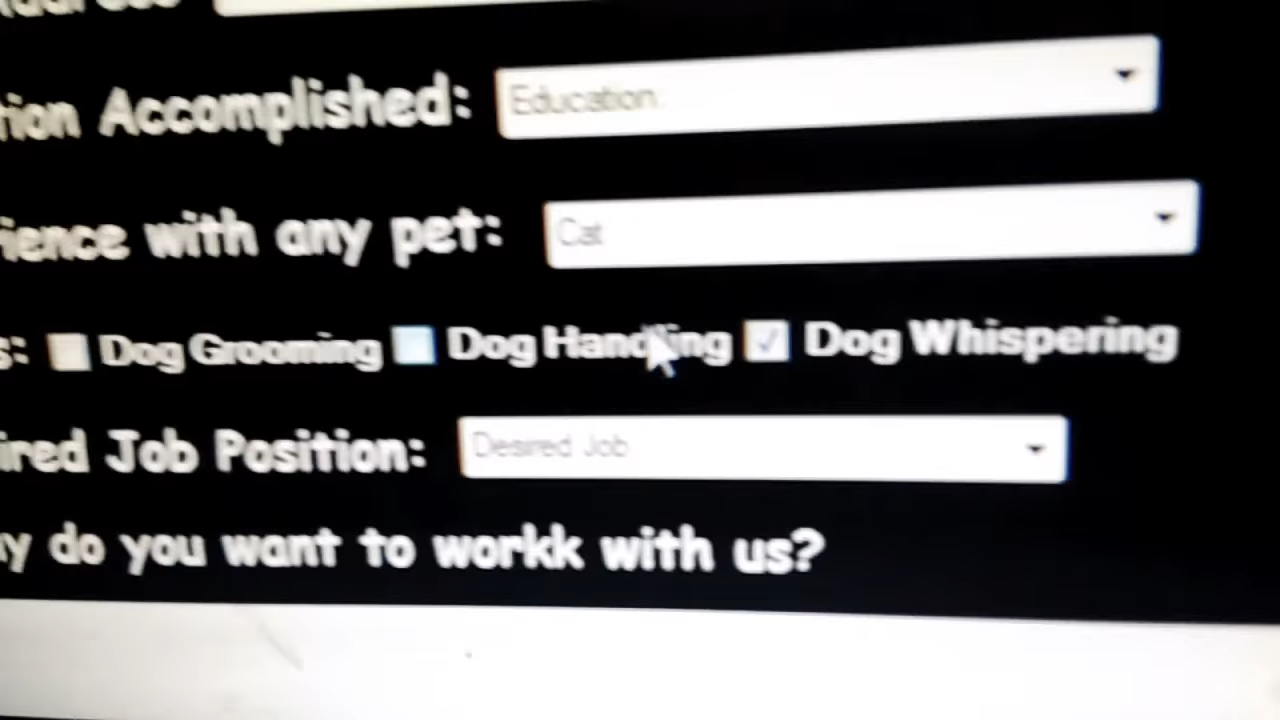 tion Accomplished: Education
ience with any pet: Cat
s: Dog Grooming Dog Handling Dog Whispering
ired Job Position: Desired Job
y do you want to workk with us?